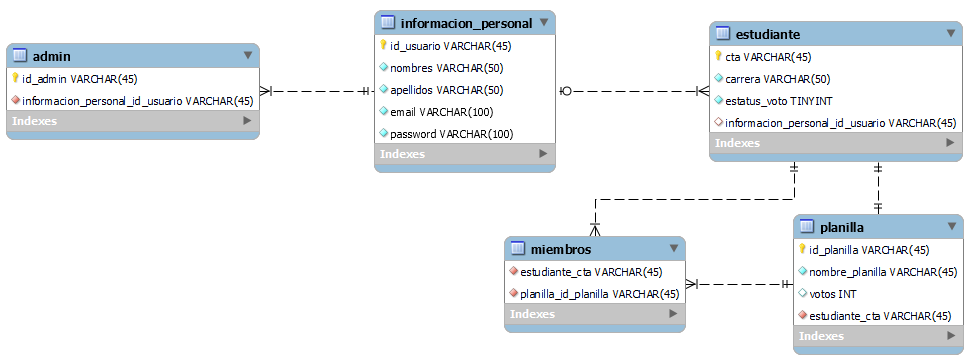 admin
id_admin VARCHAR(45)
informacion_personal_id_usuario VARCHAR(45)
Indexes
informacion_personal
id_usuario VARCHAR(45)
nombres VARCHAR(50)
apellidos VARCHAR(50)
email VARCHAR(100)
password VARCHAR(100)
Indexes
estudiante
cta VARCHAR(45)
carrera VARCHAR(50)
estatus_voto TINYINT
informacion_personal_id_usuario VARCHAR(45)
Indexes
miembros
estudiante_cta VARCHAR(45)
planilla_id_planilla VARCHAR(45)
Indexes
planilla
id_planilla VARCHAR(45)
nombre_planilla VARCHAR(45)
votos INT
estudiante_cta VARCHAR(45)
Indexes